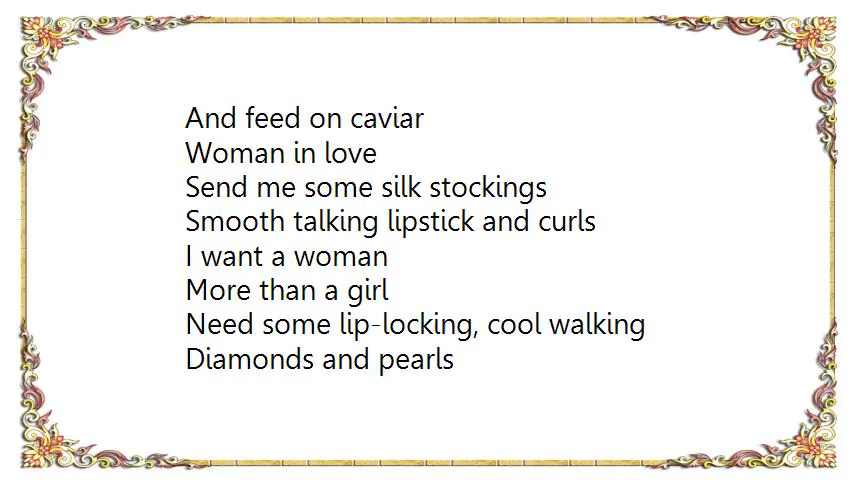 And feed on caviar
Woman in love
Send me some silk stockings
Smooth talking lipstick and curls
I want a woman
More than a girl
Need some lip-locking, cool walking
Diamonds and pearls